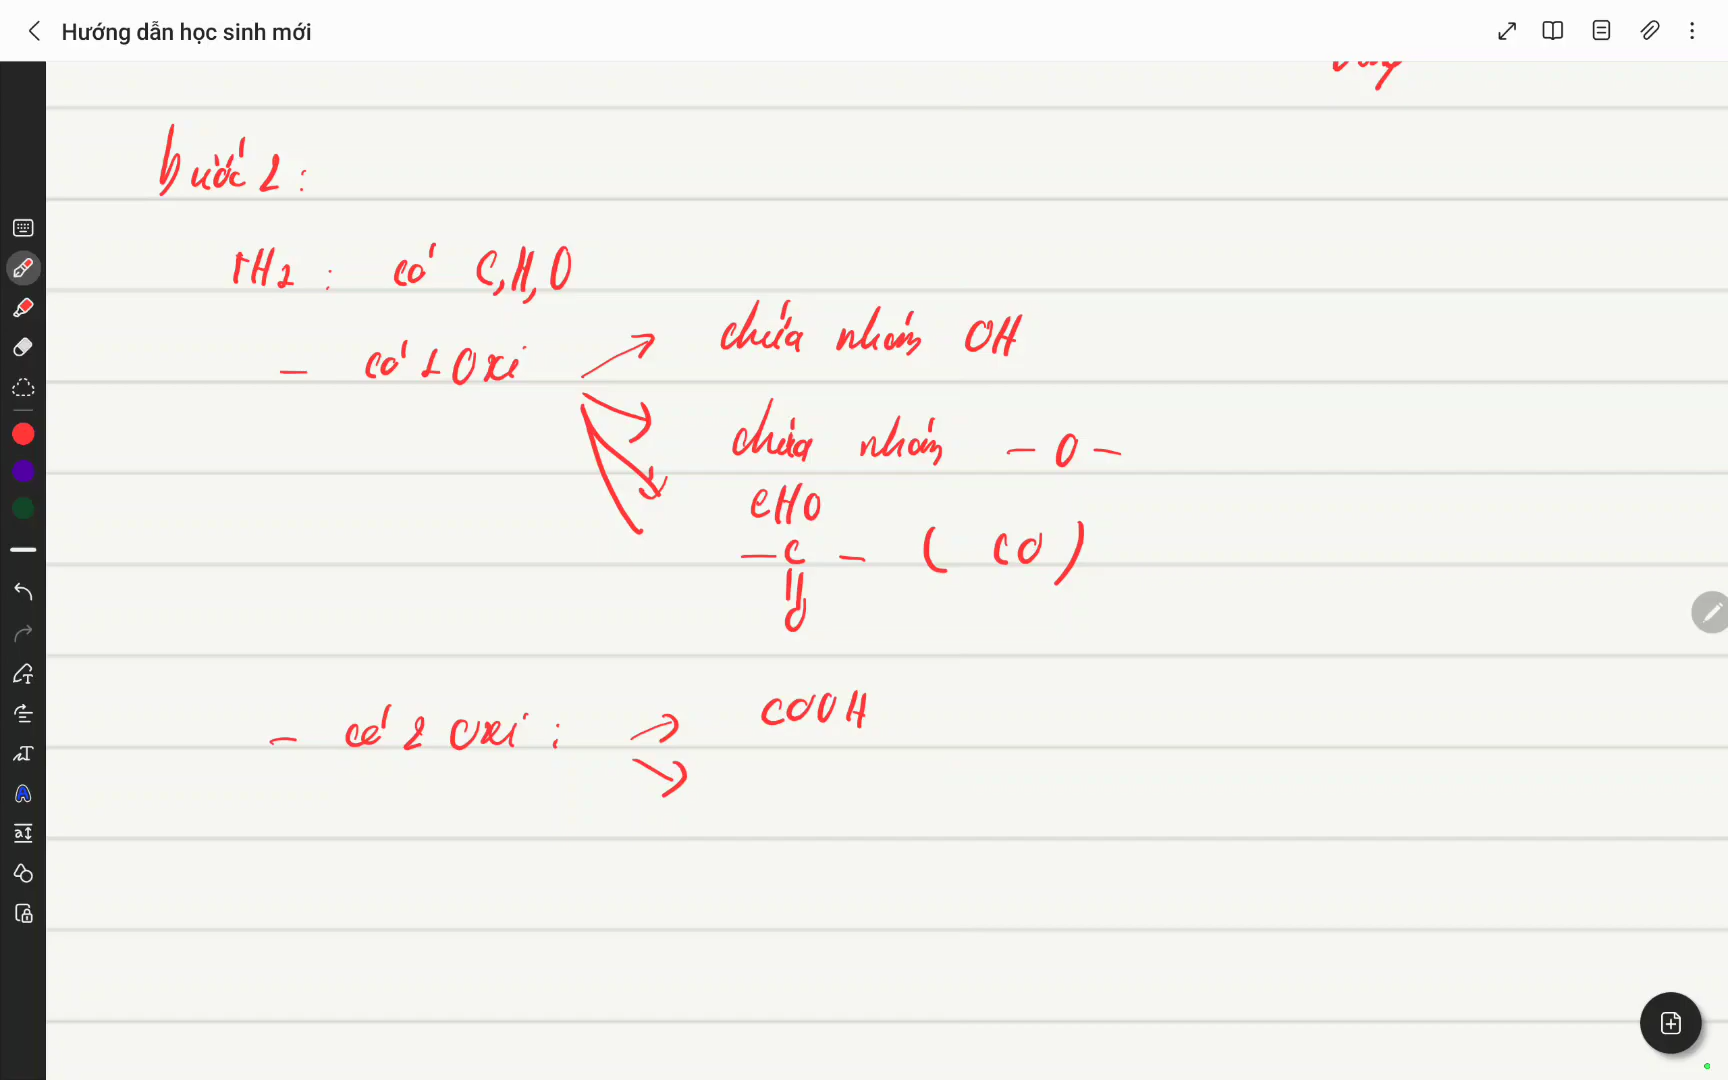 Hướng dẫn học sinh mới
bước 2 :
TH2 : có C, H, O
- có 1 Oxi
chứa nhóm OH
chứa nhóm - O -
CHO
- C - ( CO )
||
O
- có 2 Oxi :
COOH